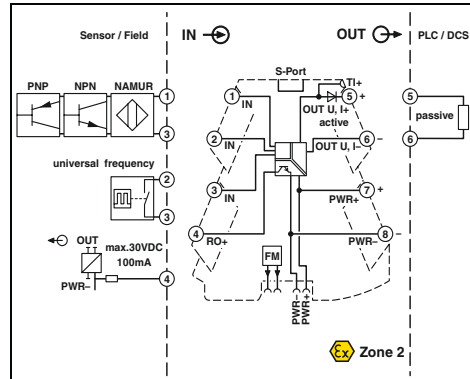 Sensor / Field
IN
OUT
PLC / DCS
PNP
NPN
NAMUR
1
3
universal frequency
2
3
OUT
max.30VDC
100mA
PWR–
4
S-Port
TI+
1
IN
5
+
OUT U, I+
active
2
IN
6
–
OUT U, I–
3
IN
7
+
PWR+
4
RO+
8
–
PWR–
FM
PWR–
PWR+
5
passive
6
Ex
Zone 2